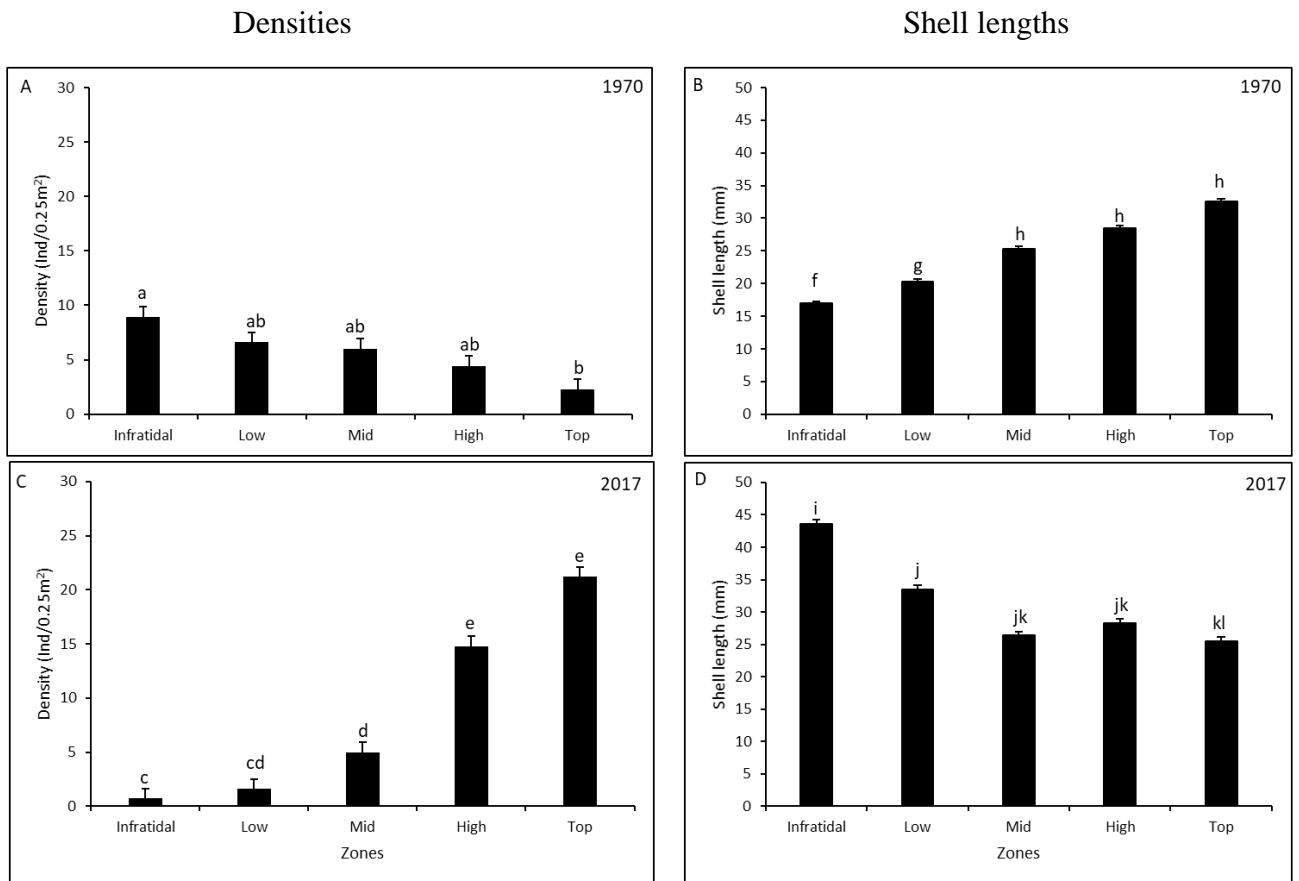 Densities
Shell lengths
A
1970
30
25
20
15
10
5
0
Density (Ind/0.25m²)
a
ab
ab
ab
b
Infratidal Low Mid High Top
B
1970
50
45
40
35
30
25
20
15
10
5
0
Shell length (mm)
f
g
h
h
h
Infratidal Low Mid High Top
C
2017
30
25
20
15
10
5
0
Density (Ind/0.25m²)
c
cd
d
e
e
Infratidal Low Mid High Top
Zones
D
2017
50
45
40
35
30
25
20
15
10
5
0
Shell length (mm)
i
j
jk
jk
kl
Infratidal Low Mid High Top
Zones